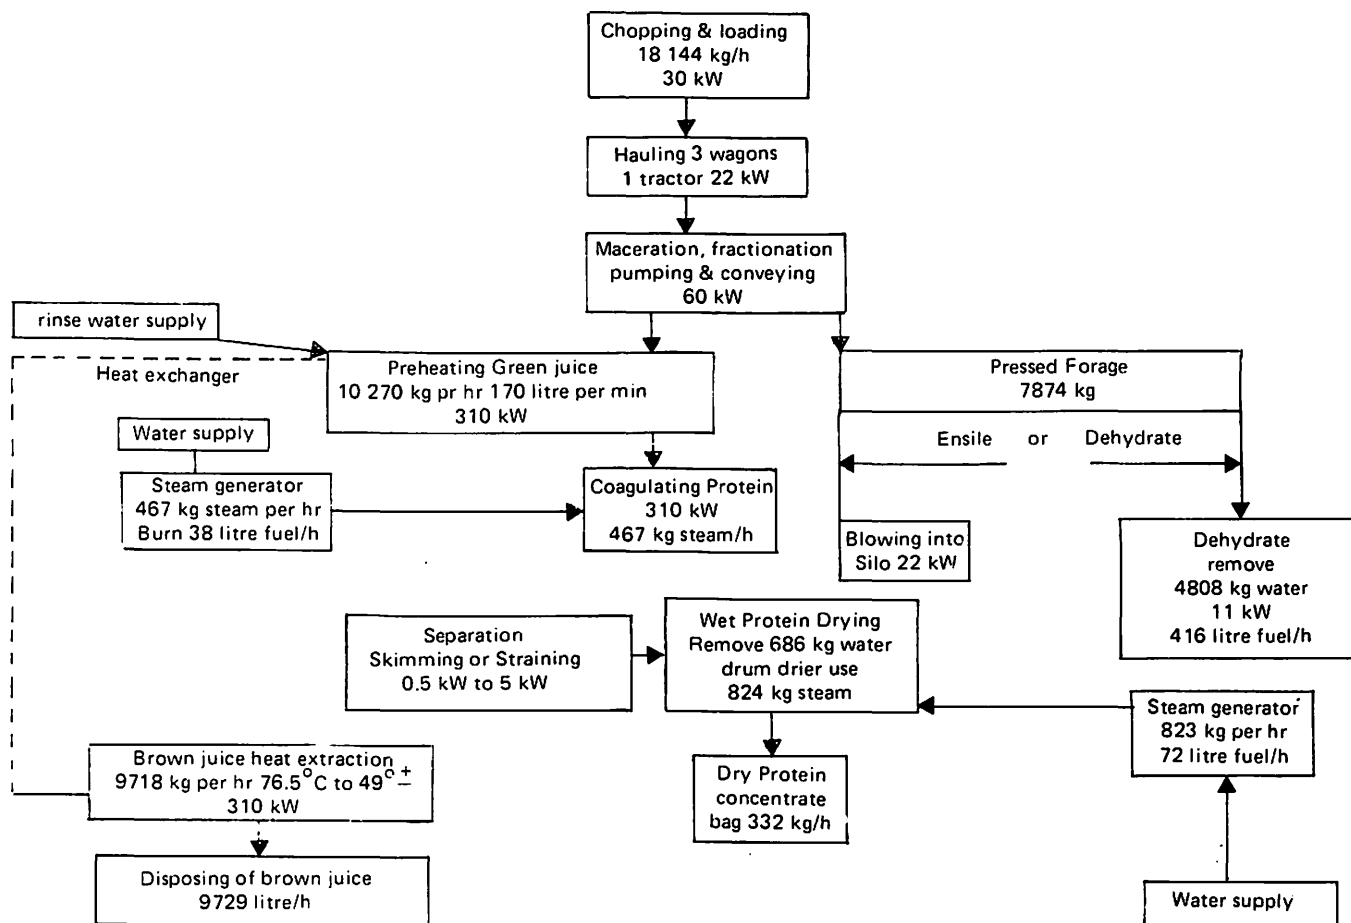 Chopping & loading
18 144 kg/h
30 kW
Hauling 3 wagons
1 tractor 22 kW
Maceration, fractionation
pumping & conveying
60 kW
rinse water supply
Heat exchanger
Preheating Green juice
10 270 kg pr hr 170 litre per min
310 kW
Pressed Forage
7874 kg
Ensile or Dehydrate
Water supply
Steam generator
467 kg steam per hr
Burn 38 litre fuel/h
Coagulating Protein
310 kW
467 kg steam/h
Blowing into
Silo 22 kW
Dehydrate
remove
4808 kg water
11 kW
416 litre fuel/h
Separation
Skimming or Straining
0.5 kW to 5 kW
Wet Protein Drying
Remove 686 kg water
drum drier use
824 kg steam
Steam generator
823 kg per hr
72 litre fuel/h
Brown juice heat extraction
9718 kg per hr 76.5°C to 49° ±
310 kW
Dry Protein
concentrate
bag 332 kg/h
Disposing of brown juice
9729 litre/h
Water supply